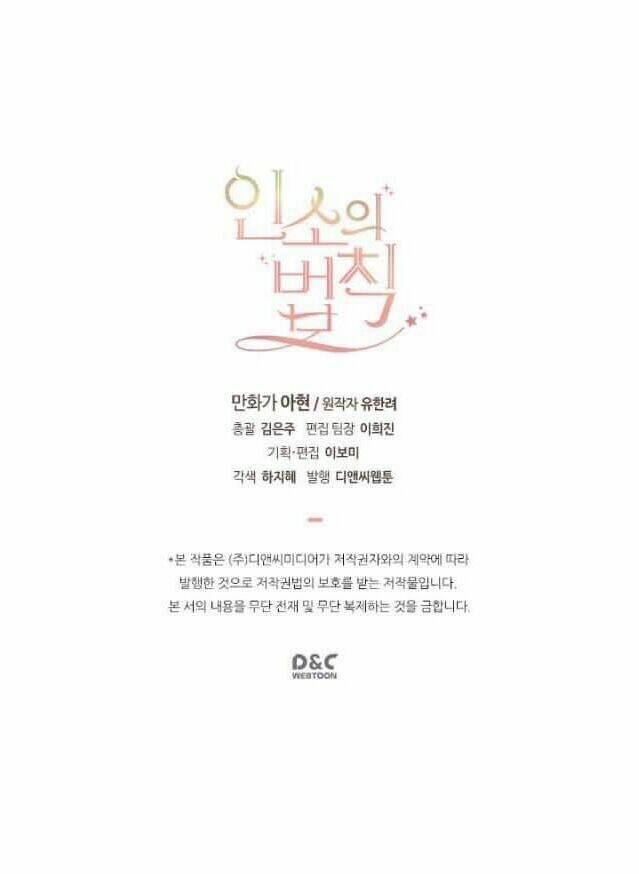 인소의
법칙
만화가 아현 / 원작자 유한려
총괄 김은주 편집 팀장 이희진
기획·편집 이보미
각색 하지혜 발행 디앤씨웹툰
*본 작품은 (주)디앤씨미디어가 저작권자와의 계약에 따라
발행한 것으로 저작권법의 보호를 받는 저작물입니다.
본 서의 내용을 무단 전재 및 무단 복제하는 것을 금합니다.
D&C
WEBTOON